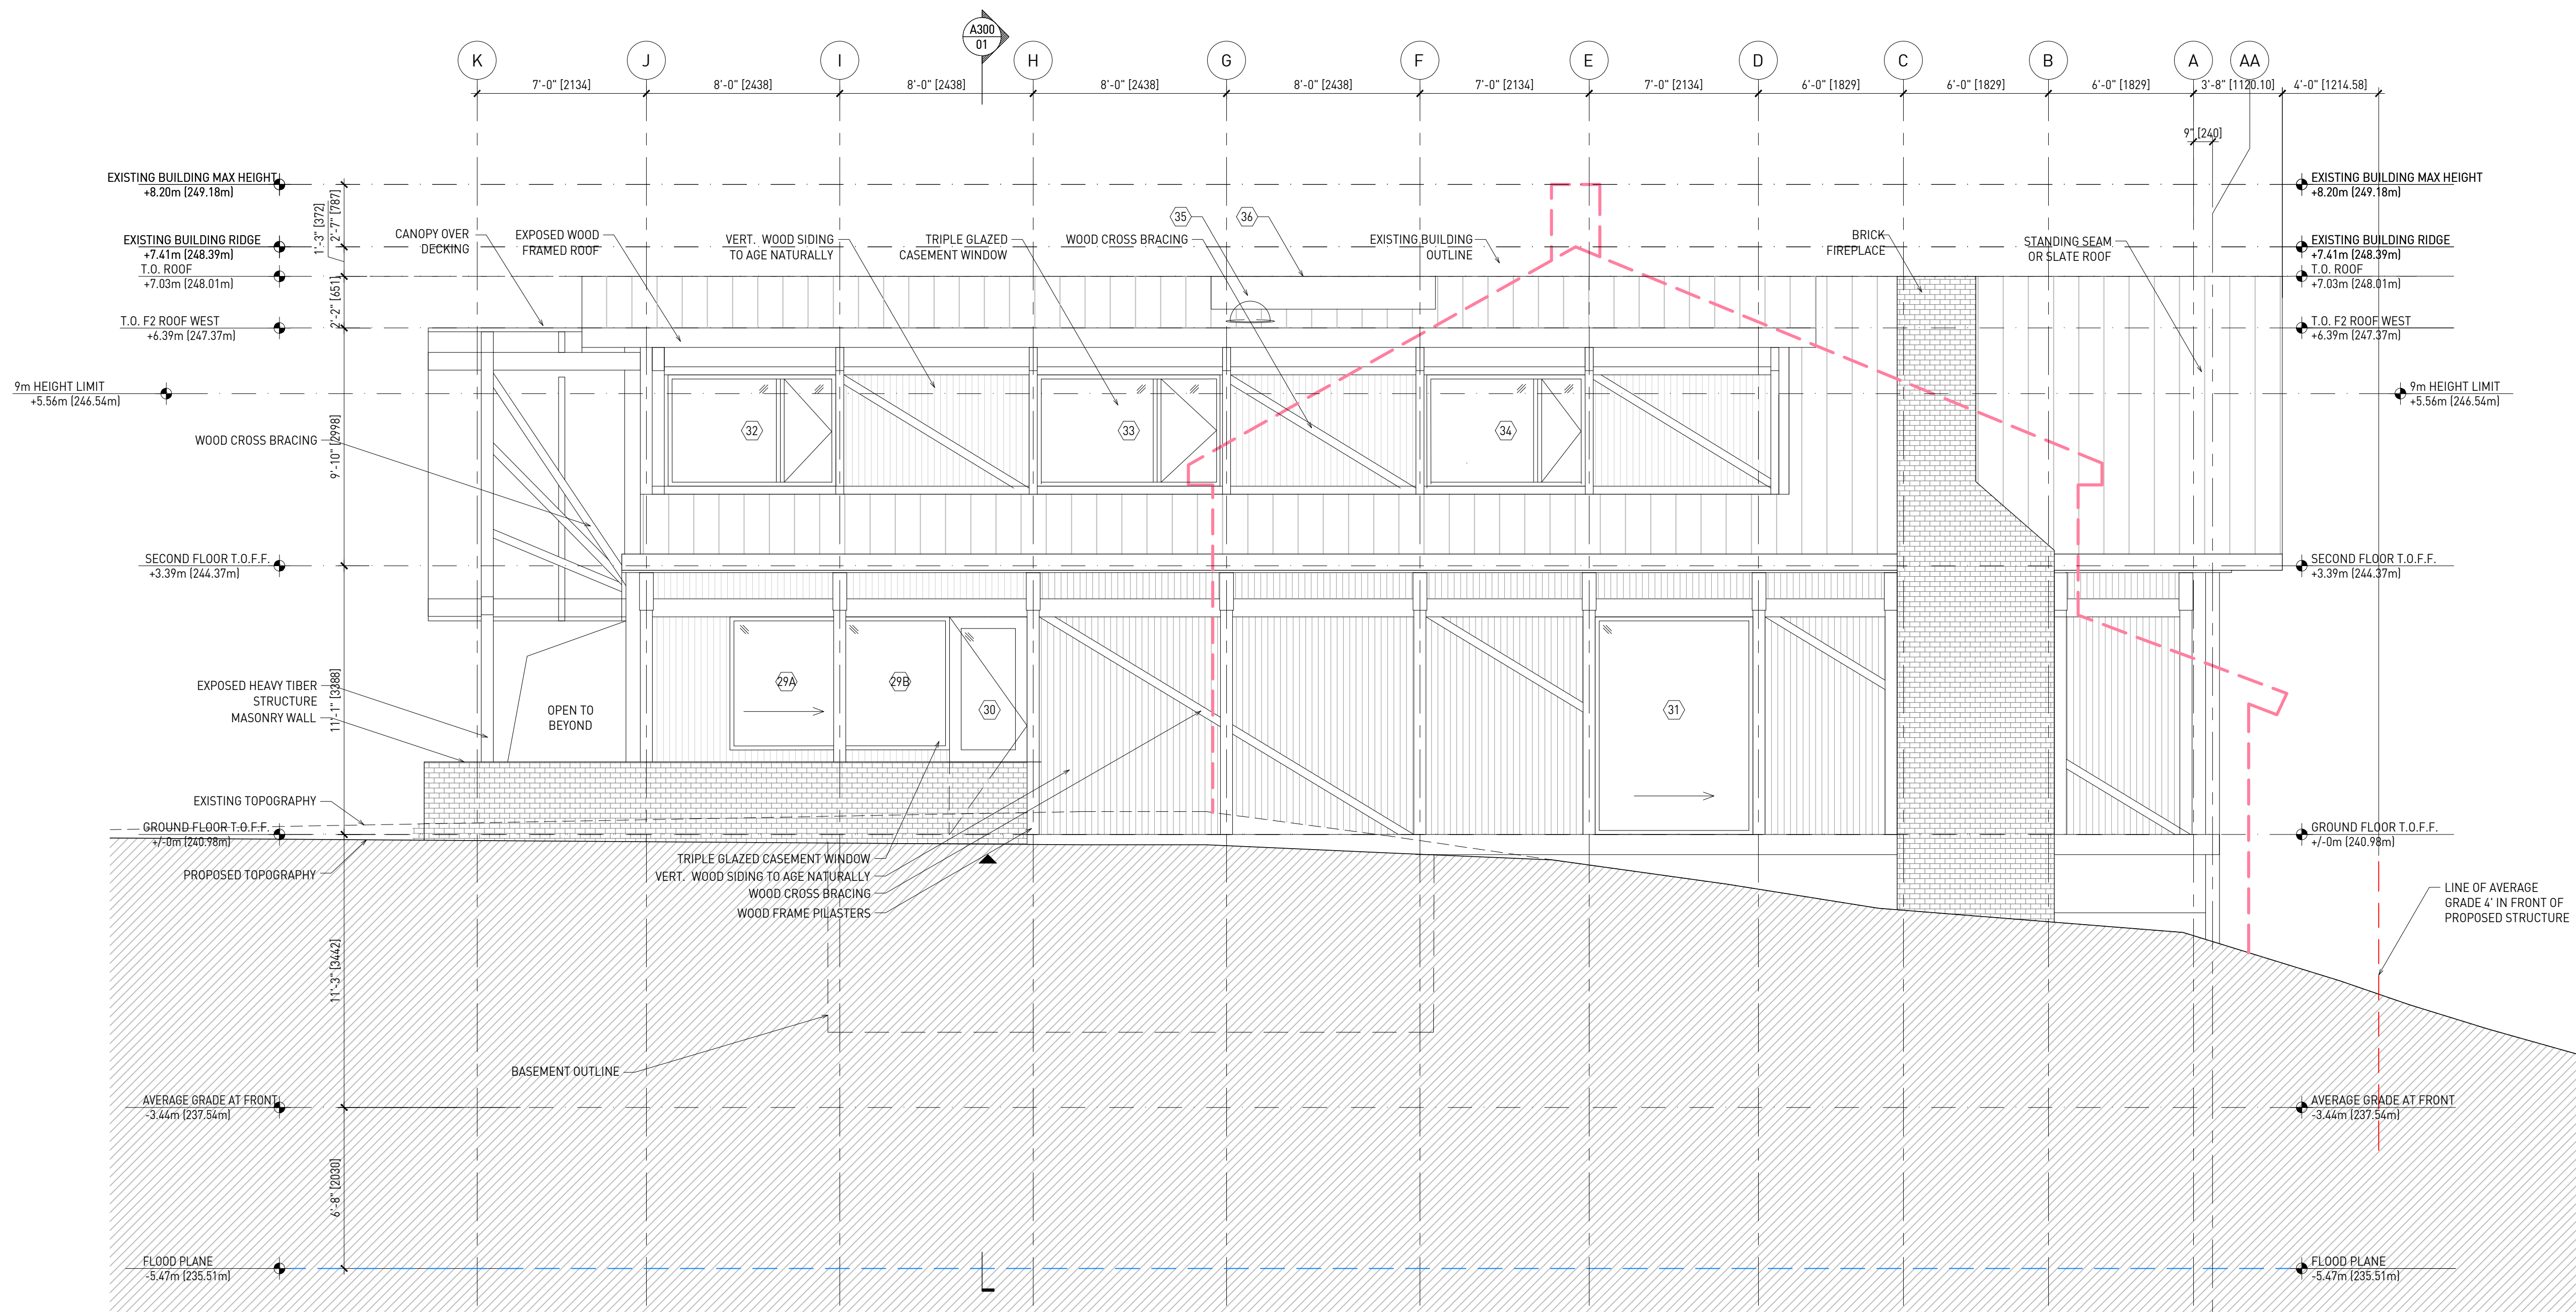 A300
01
K
J
I
H
G
F
E
D
C
B
A
AA
7'-0" [2134]
8'-0" [2438]
8'-0" [2438]
8'-0" [2438]
8'-0" [2438]
7'-0" [2134]
7'-0" [2134]
6'-0" [1829]
6'-0" [1829]
6'-0" [1829]
3'-8" [1120.10]
4'-0" [1214.58]
9" [240]
EXISTING BUILDING MAX HEIGHT
+8.20m (249.18m)
EXISTING BUILDING RIDGE
+7.41m (248.39m)
T.O. ROOF
+7.03m (248.01m)
T.O. F2 ROOF WEST
+6.39m (247.37m)
9m HEIGHT LIMIT
+5.56m (246.54m)
SECOND FLOOR T.O.F.F.
+3.39m (244.37m)
GROUND FLOOR T.O.F.F.
+/-0m (240.98m)
AVERAGE GRADE AT FRONT
-3.44m (237.54m)
FLOOD PLANE
-5.47m (235.51m)
1'-3" [372]
2'-7" [787]
2'-2" [651]
9'-10" [2998]
11'-1" [3388]
11'-3" [3442]
6'-8" [2030]
CANOPY OVER
DECKING
EXPOSED WOOD
FRAMED ROOF
VERT. WOOD SIDING
TO AGE NATURALLY
TRIPLE GLAZED
CASEMENT WINDOW
35
36
WOOD CROSS BRACING
EXISTING BUILDING
OUTLINE
BRICK
FIREPLACE
STANDING SEAM
OR SLATE ROOF
32
33
34
WOOD CROSS BRACING
EXPOSED HEAVY TIBER
STRUCTURE
MASONRY WALL
OPEN TO
BEYOND
29A
29B
30
31
EXISTING TOPOGRAPHY
PROPOSED TOPOGRAPHY
TRIPLE GLAZED CASEMENT WINDOW
VERT. WOOD SIDING TO AGE NATURALLY
WOOD CROSS BRACING
WOOD FRAME PILASTERS
BASEMENT OUTLINE
EXISTING BUILDING MAX HEIGHT
+8.20m (249.18m)
EXISTING BUILDING RIDGE
+7.41m (248.39m)
T.O. ROOF
+7.03m (248.01m)
T.O. F2 ROOF WEST
+6.39m (247.37m)
9m HEIGHT LIMIT
+5.56m (246.54m)
SECOND FLOOR T.O.F.F.
+3.39m (244.37m)
GROUND FLOOR T.O.F.F.
+/-0m (240.98m)
LINE OF AVERAGE
GRADE 4' IN FRONT OF
PROPOSED STRUCTURE
AVERAGE GRADE AT FRONT
-3.44m (237.54m)
FLOOD PLANE
-5.47m (235.51m)